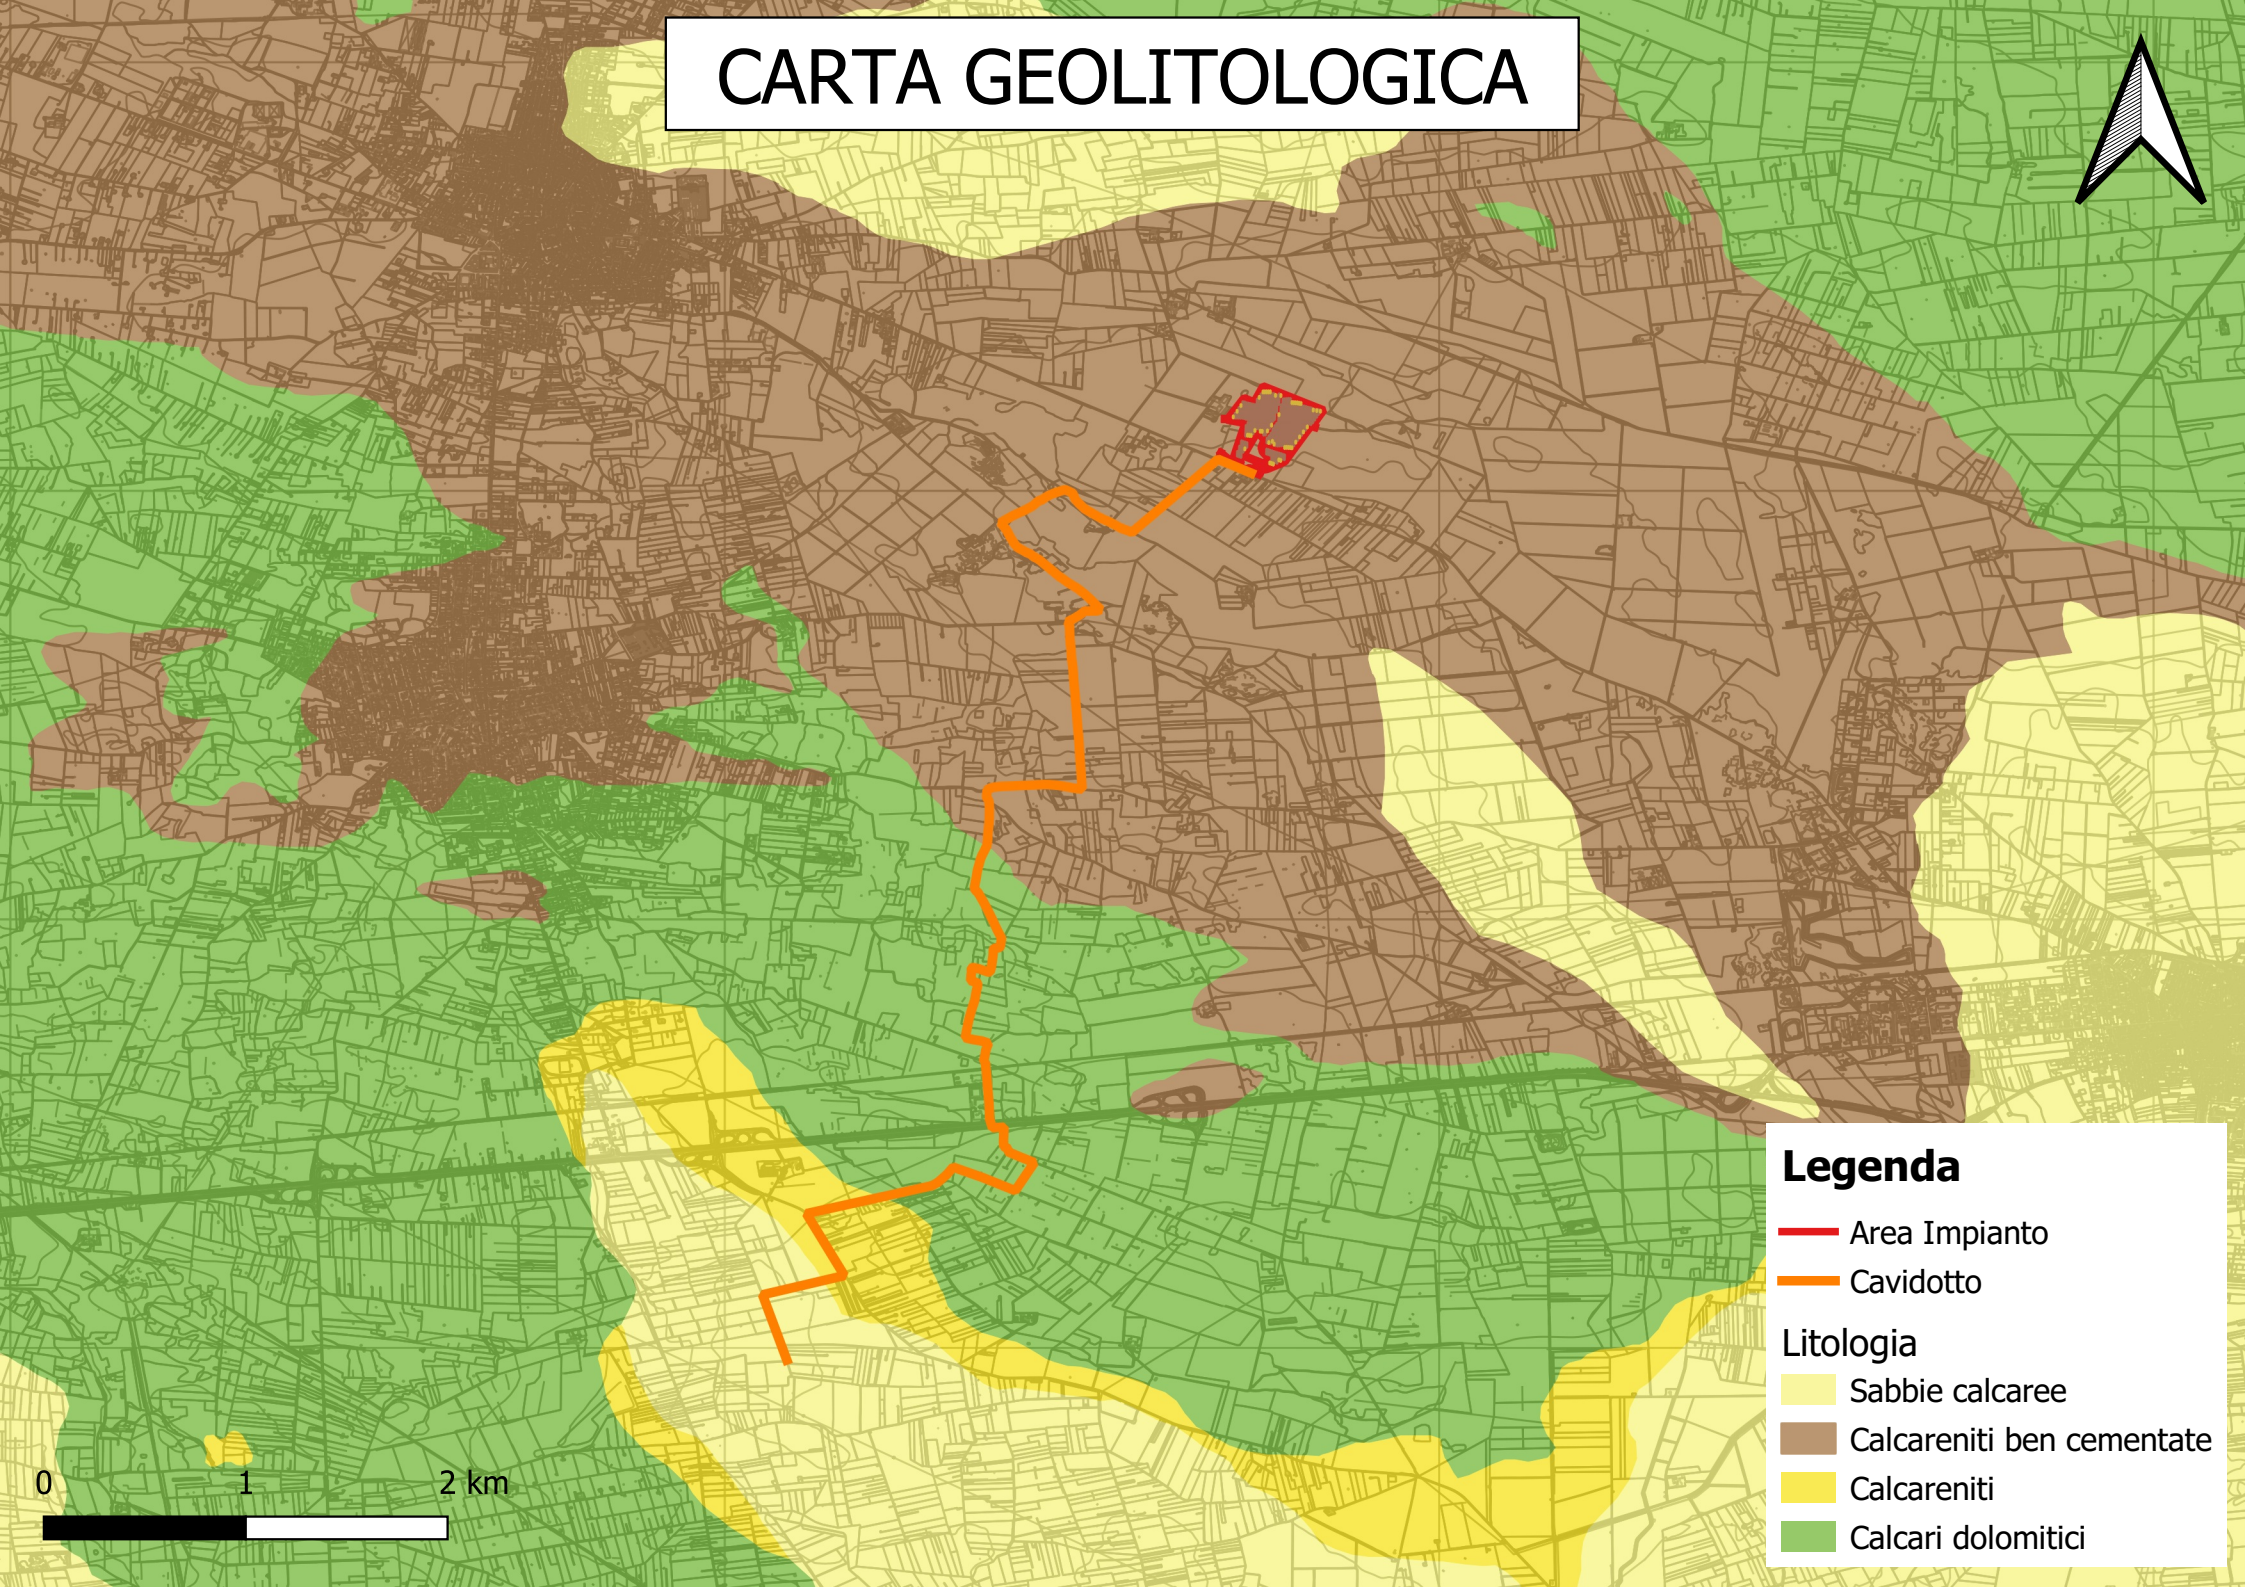 CARTA GEOLITOLOGICA
Legenda
Area Impianto
Cavidotto
Litologia
Sabbie calcaree
Calcareniti ben cementate
Calcareniti
Calcari dolomitici
0 1 2 km